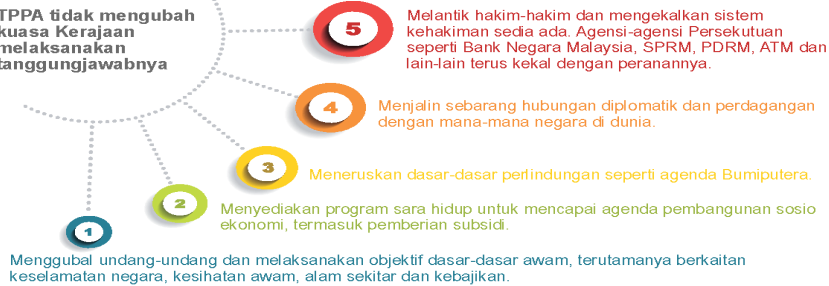 TPPA tidak mengubah
kuasa Kerajaan
melaksanakan
tanggungjawabnya
5
Melantik hakim-hakim dan mengekalkan sistem
kehakiman sedia ada. Agensi-agensi Persekutuan
seperti Bank Negara Malaysia, SPRM, PDRM, ATM dan
lain-lain terus kekal dengan peranannya.
4
Menjalin sebarang hubungan diplomatik dan perdagangan
dengan mana-mana negara di dunia.
3
Meneruskan dasar-dasar perlindungan seperti agenda Bumiputera.
2
Menyediakan program sara hidup untuk mencapai agenda pembangunan sosio
ekonomi, termasuk pemberian subsidi.
1
Menggubal undang-undang dan melaksanakan objektif dasar-dasar awam, terutamanya berkaitan
keselamatan negara, kesihatan awam, alam sekitar dan kebajikan.